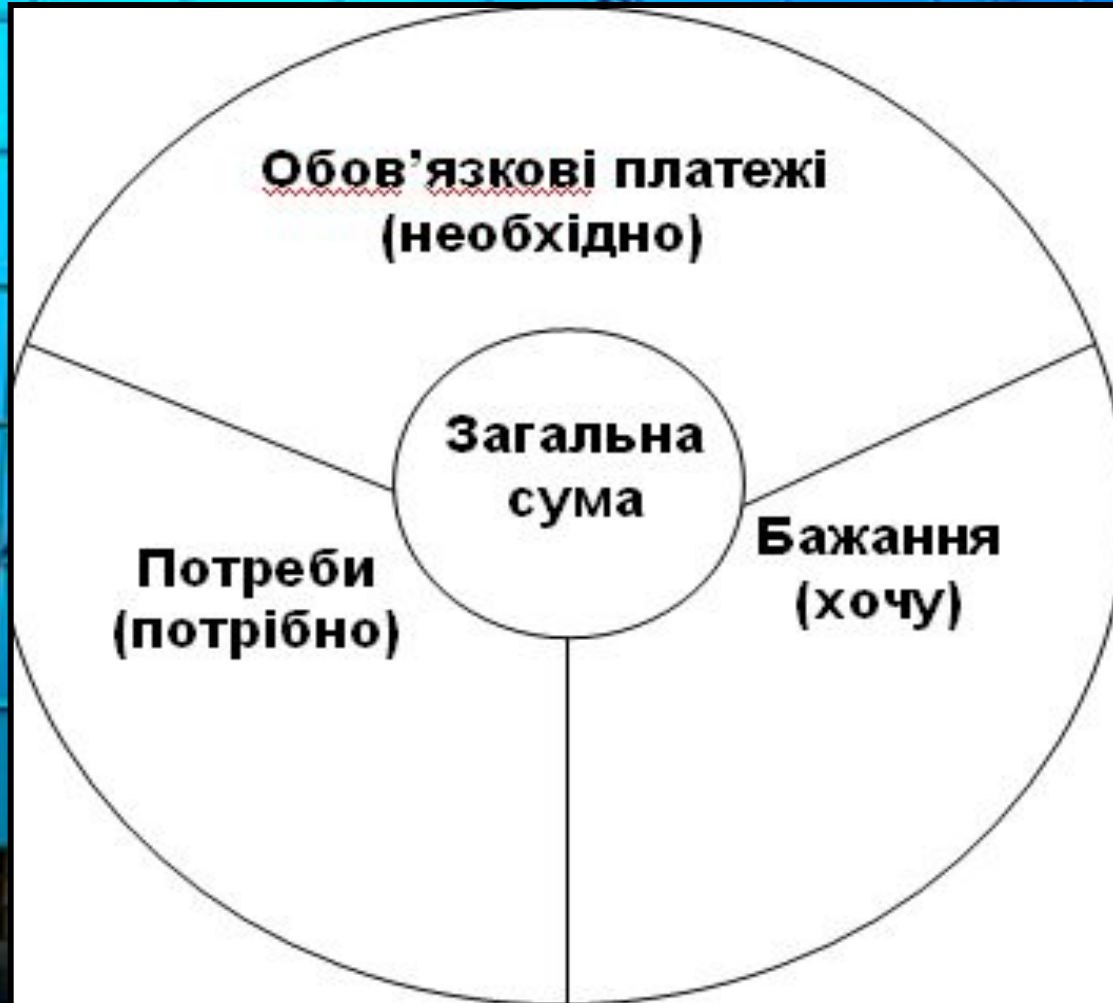 Обов’язкові платежі
(необхідно)
Загальна
сума
Потреби
(потрібно)
Бажання
(хочу)